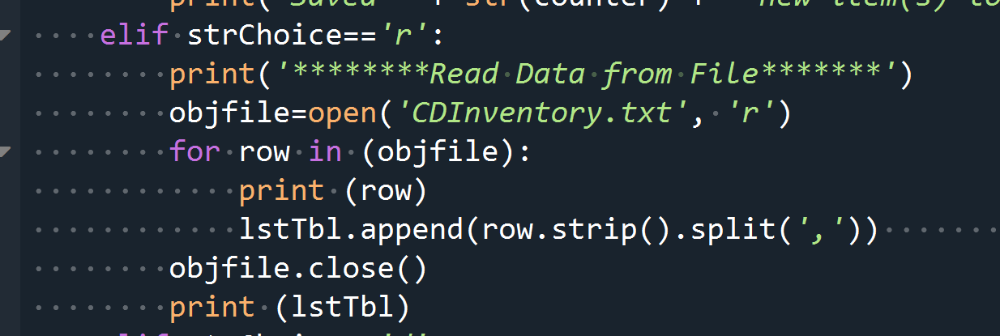 print('Saved ' + str(counter) + ' new item(s) to
elif strChoice=='r':
print('********Read Data from File*******')
objfile=open('CDInventory.txt', 'r')
for row in (objfile):
print (row)
lstTbl.append(row.strip().split(','))
objfile.close()
print (lstTbl)
elif